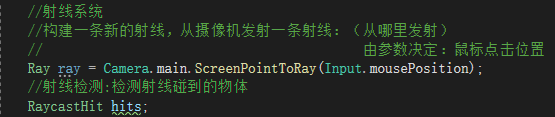 //射线系统
//构建一条新的射线，从摄像机发射一条射线：（从哪里发射）
// 由参数决定：鼠标点击位置
Ray ray = Camera.main.ScreenPointToRay(Input.mousePosition);
//射线检测:检测射线碰到的物体
RaycastHit hits;